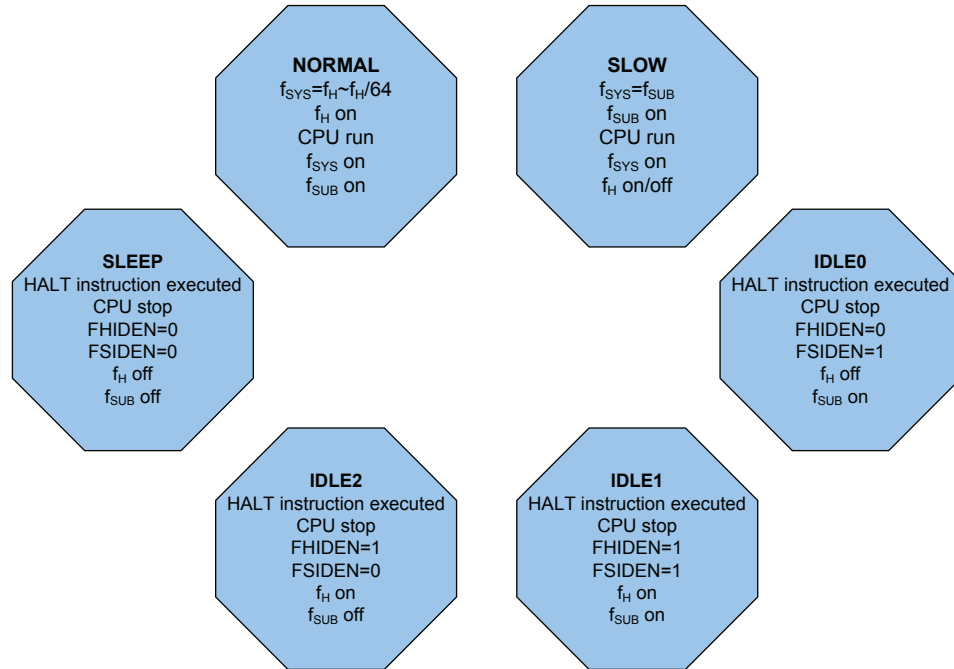 NORMAL
fSYS=fH~fH/64
fH on
CPU run
fSYS on
fSUB on
SLOW
fSYS=fSUB
fSUB on
CPU run
fSYS on
fH on/off
SLEEP
HALT instruction executed
CPU stop
FHIDEN=0
FSIDEN=0
fH off
fSUB off
IDLE0
HALT instruction executed
CPU stop
FHIDEN=0
FSIDEN=1
fH off
fSUB on
IDLE2
HALT instruction executed
CPU stop
FHIDEN=1
FSIDEN=0
fH on
fSUB off
IDLE1
HALT instruction executed
CPU stop
FHIDEN=1
FSIDEN=1
fH on
fSUB on